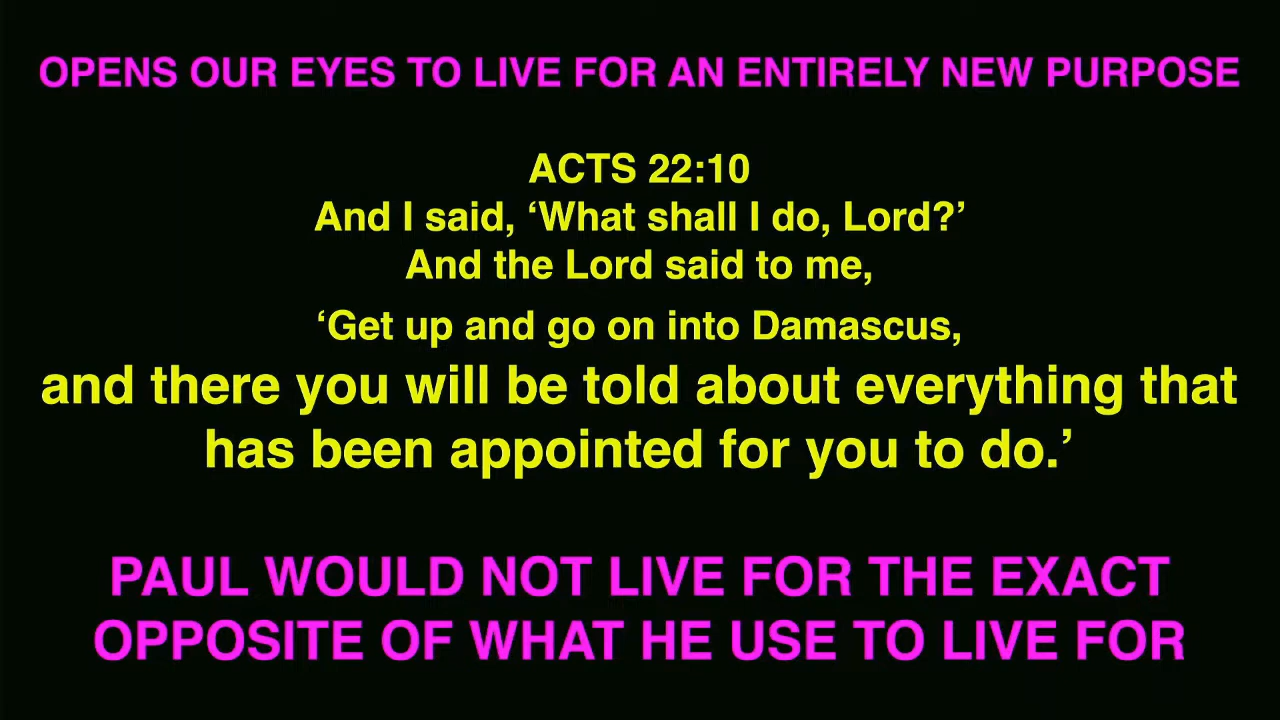 OPENS OUR EYES TO LIVE FOR AN ENTIRELY NEW PURPOSE
ACTS 22:10
And I said, ‘What shall I do, Lord?’
And the Lord said to me,
‘Get up and go on into Damascus,
and there you will be told about everything that
has been appointed for you to do.’
PAUL WOULD NOT LIVE FOR THE EXACT
OPPOSITE OF WHAT HE USE TO LIVE FOR